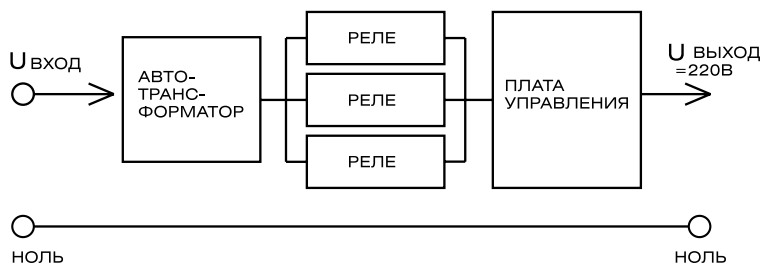 U ВХОД
АВТО-
ТРАНС-
ФОРМАТОР
РЕЛЕ
РЕЛЕ
РЕЛЕ
ПЛАТА
УПРАВЛЕНИЯ
U ВЫХОД
=220В
НОЛЬ
НОЛЬ